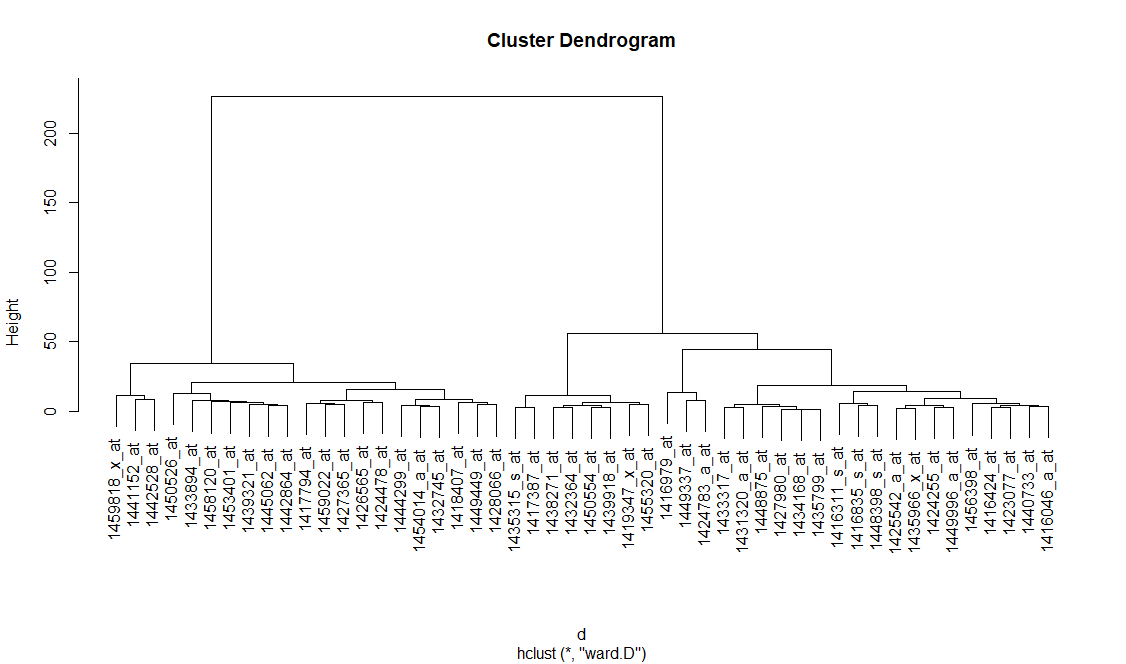 Cluster Dendrogram
Height
200
150
100
50
0
1459818_x_at
1441152_at
1442528_at
1450526_at
1433894_at
1458120_at
1453401_at
1439321_at
1445062_at
1442864_at
1417794_at
1459022_at
1427365_at
1426565_at
1424478_at
1444299_at
1454014_a_at
1432745_at
1418407_at
1449449_at
1428066_at
1435315_s_at
1417387_at
1438271_at
1432364_at
1450554_at
1439918_at
1419347_x_at
1455320_at
1416979_at
1449337_at
1424783_a_at
1433317_at
1431320_a_at
1448875_at
1427980_at
1434168_at
1435799_at
1416311_s_at
1416835_s_at
1448398_s_at
1425542_a_at
1435966_x_at
1424255_at
1449996_a_at
1456398_at
1416424_at
1423077_at
1440733_at
1416046_a_at
d
hclust (*, "ward.D")